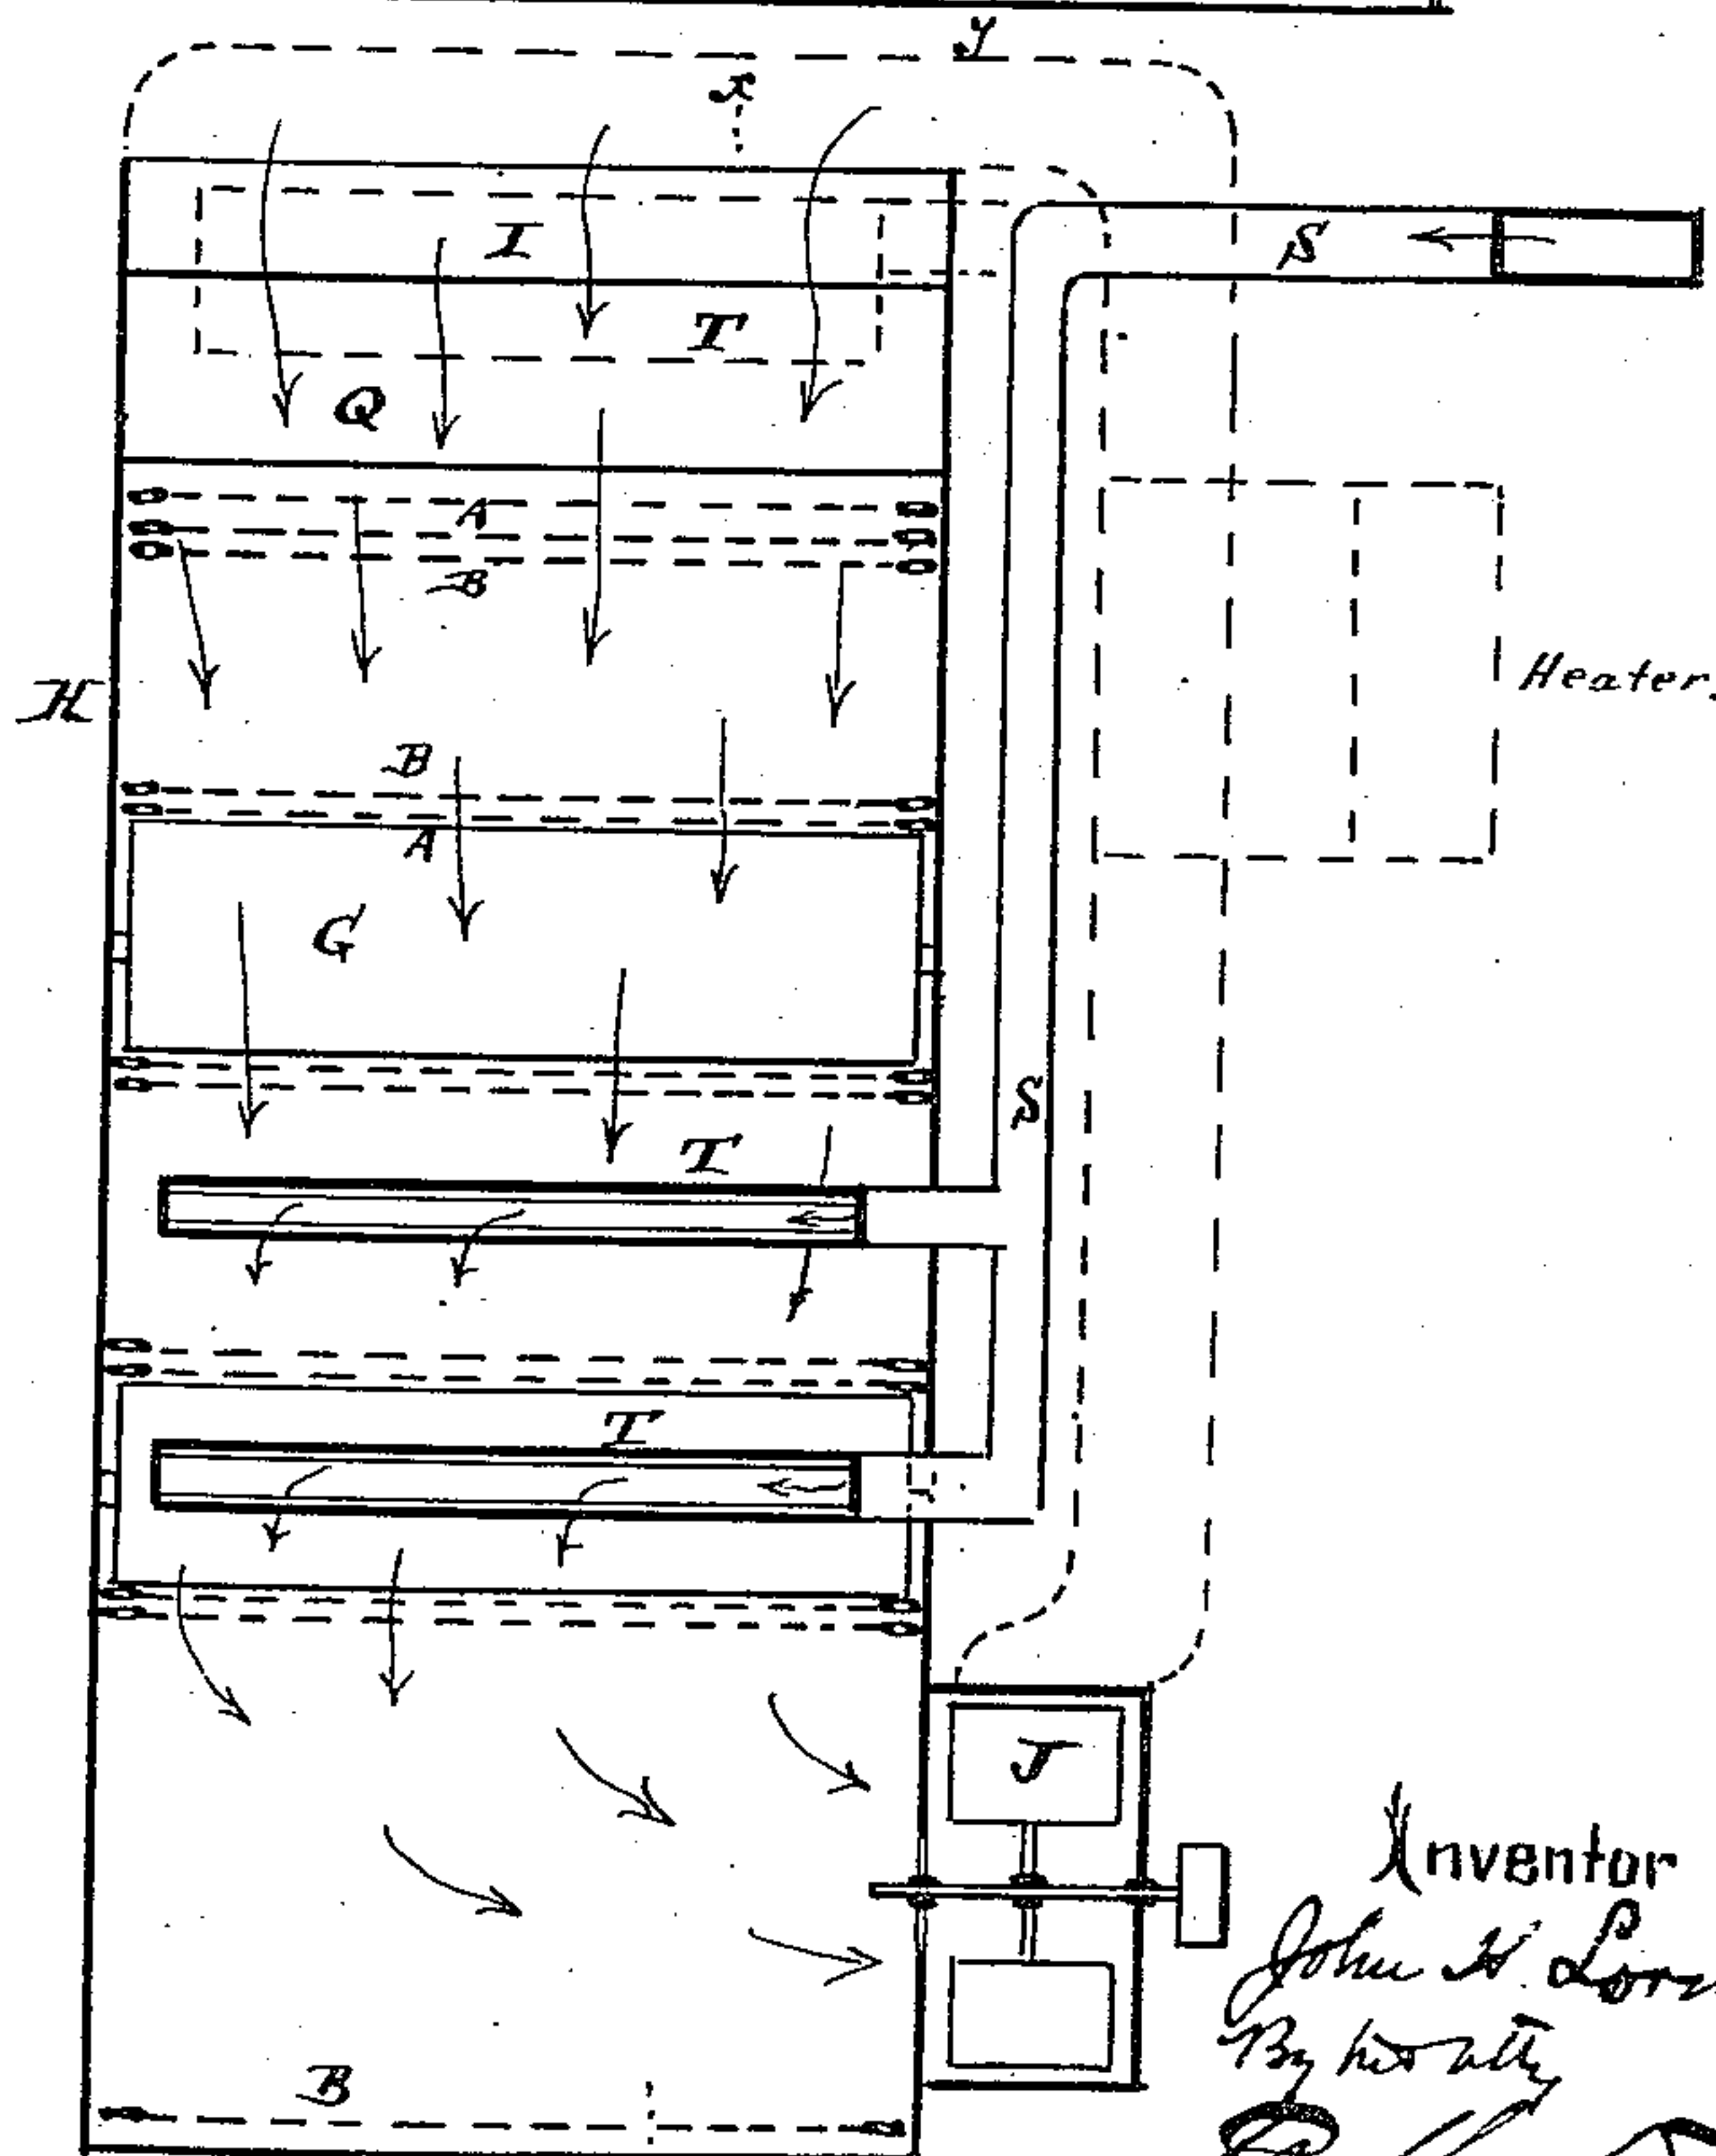 y
x
I
S
T
Q
A
B
Heater.
H
B
A
G
S
T
T
J
Inventor
John H. Lor
By his atty
B